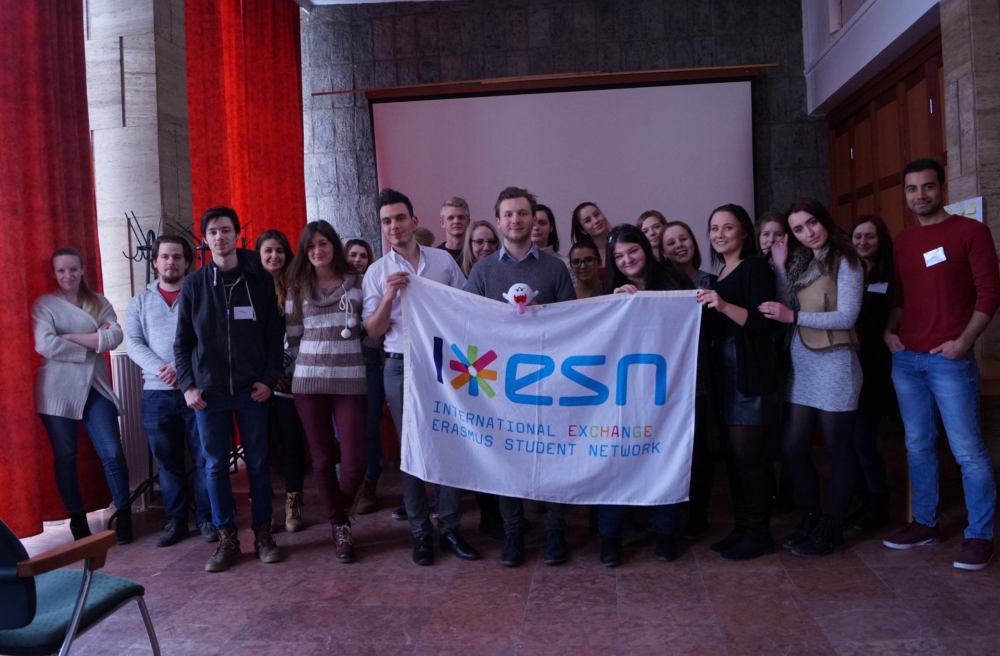 I esn
INTERNATIONAL EXCHANGE
ERASMUS STUDENT NETWORK